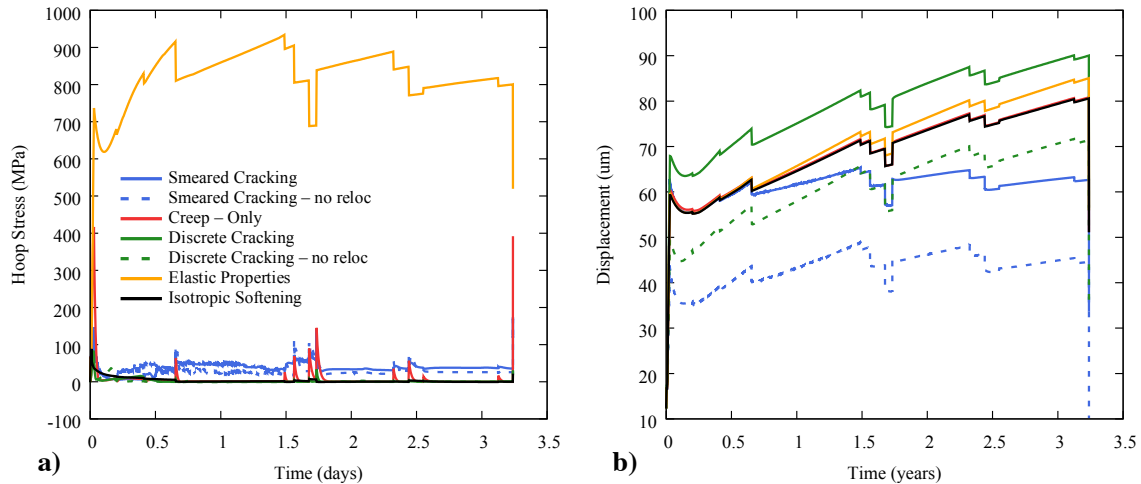 1000
900
800
700
600
500
400
300
200
100
0
-100
Hoop Stress (MPa)
Smeared Cracking
Smeared Cracking – no reloc
Creep – Only
Discrete Cracking
Discrete Cracking – no reloc
Elastic Properties
Isotropic Softening
0 0.5 1 1.5 2 2.5 3 3.5
Time (days)
a)
100
90
80
70
60
50
40
30
20
10
Displacement (um)
0 0.5 1 1.5 2 2.5 3 3.5
Time (years)
b)